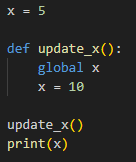 x = 5

def update_x():
    global x
    x = 10

update_x()
print(x)